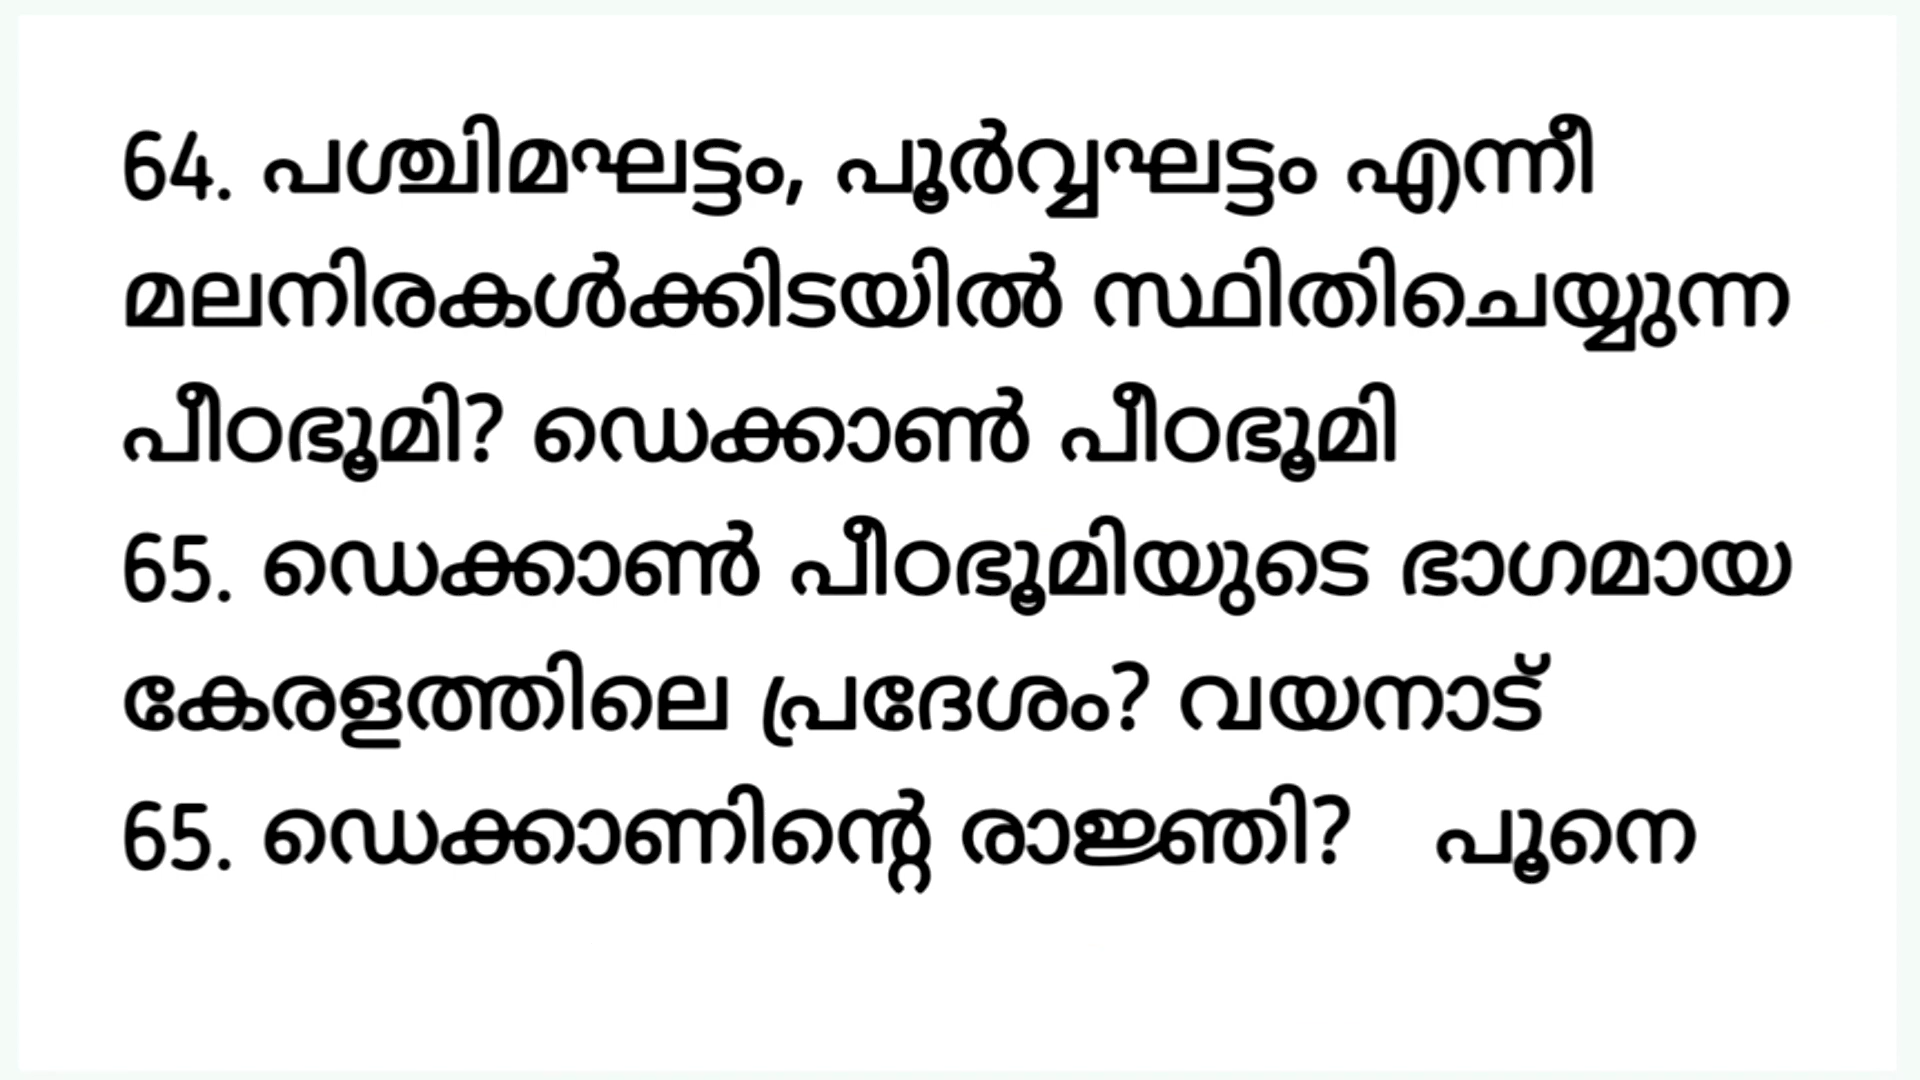 64. പശ്ചിമഘട്ടം, പൂർവ്വഘട്ടം എന്നീ
മലനിരകൾക്കിടയിൽ സ്ഥിതിചെയ്യുന്ന
പീഠഭൂമി? ഡെക്കാൺ പീഠഭൂമി
65. ഡെക്കാൺ പീഠഭൂമിയുടെ ഭാഗമായ
കേരളത്തിലെ പ്രദേശം? വയനാട്
65. ഡെക്കാണിന്റെ രാജ്ഞി? പൂനെ